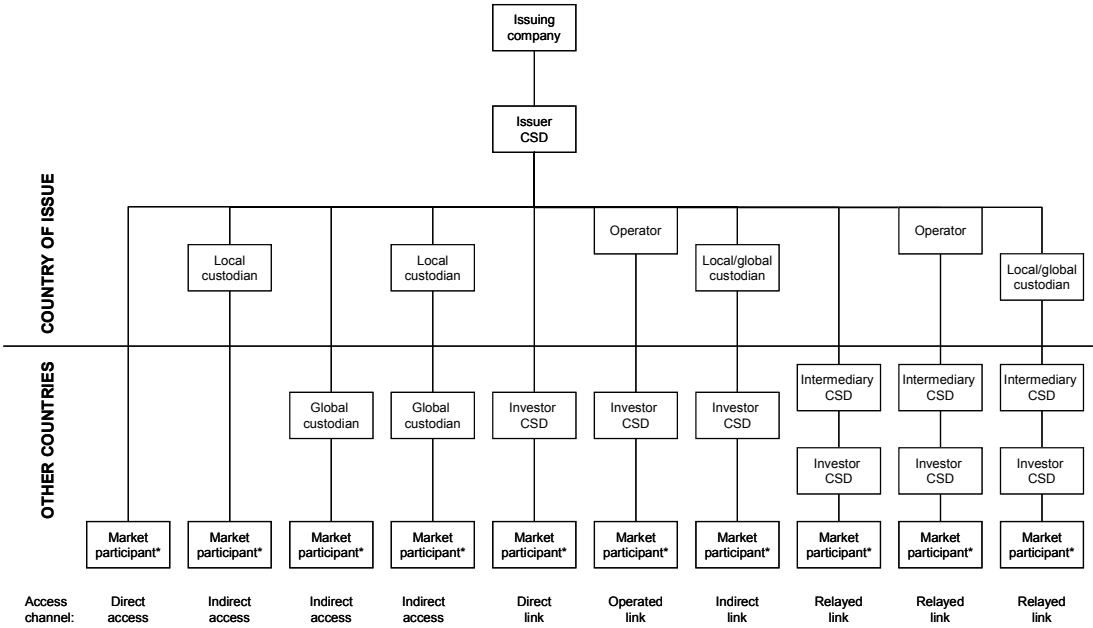 Issuing
company
Issuer
CSD
COUNTRY OF ISSUE
Operator
Operator
Local
custodian
Local
custodian
Local/global
custodian
Local/global
custodian
OTHER COUNTRIES
Intermediary
CSD
Intermediary
CSD
Intermediary
CSD
Global
custodian
Global
custodian
Investor
CSD
Investor
CSD
Investor
CSD
Investor
CSD
Investor
CSD
Investor
CSD
Market
participant*
Market
participant*
Market
participant*
Market
participant*
Market
participant*
Market
participant*
Market
participant*
Market
participant*
Market
participant*
Market
participant*
Access
channel:
Direct
access
Indirect
access
Indirect
access
Indirect
access
Direct
link
Operated
link
Indirect
link
Relayed
link
Relayed
link
Relayed
link